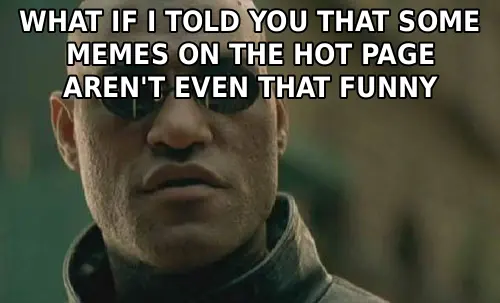 WHAT IF I TOLD YOU THAT SOME
MEMES ON THE HOT PAGE
AREN'T EVEN THAT FUNNY